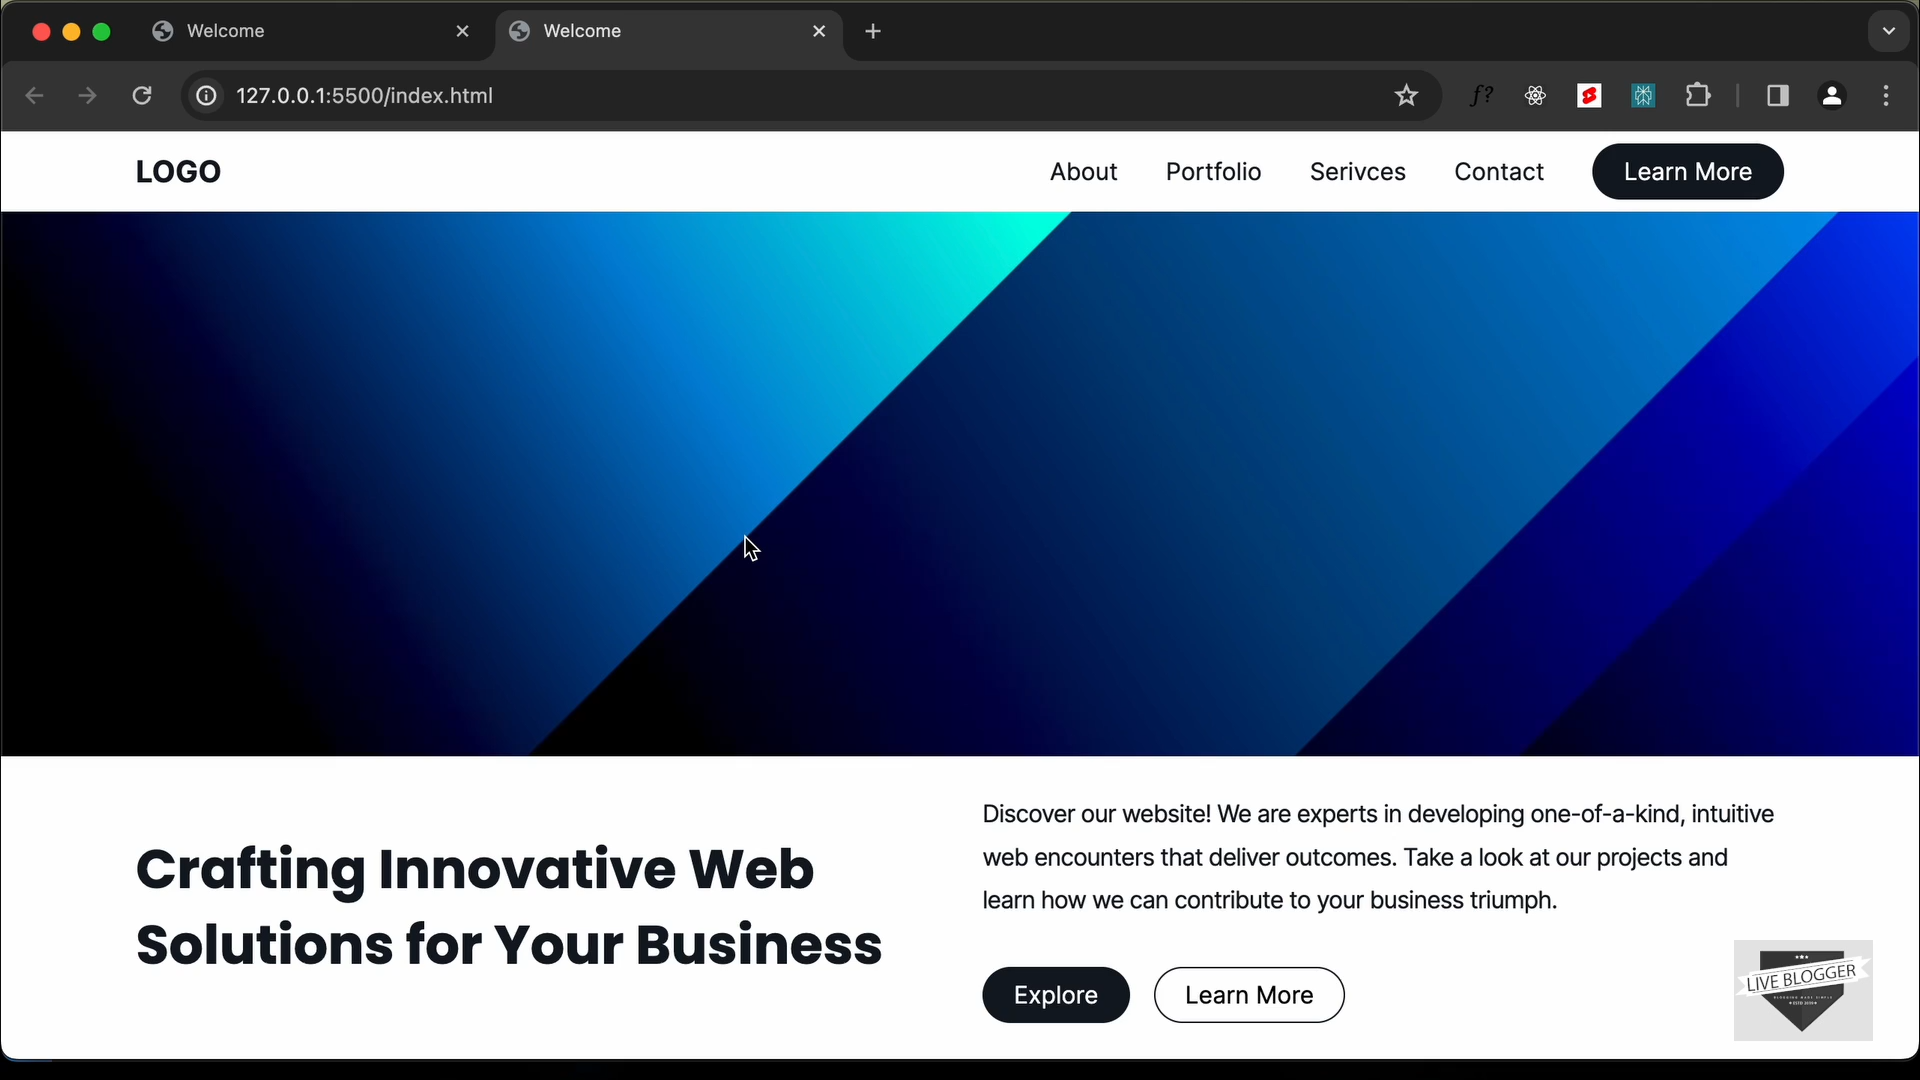 Welcome
Welcome
127.0.0.1:5500/index.html
f?
LOGO
About Portfolio Serivces Contact Learn More
Discover our website! We are experts in developing one-of-a-kind, intuitive
web encounters that deliver outcomes. Take a look at our projects and
learn how we can contribute to your business triumph.
Crafting Innovative Web
Solutions for Your Business
Explore Learn More
LIVE BLOGGER